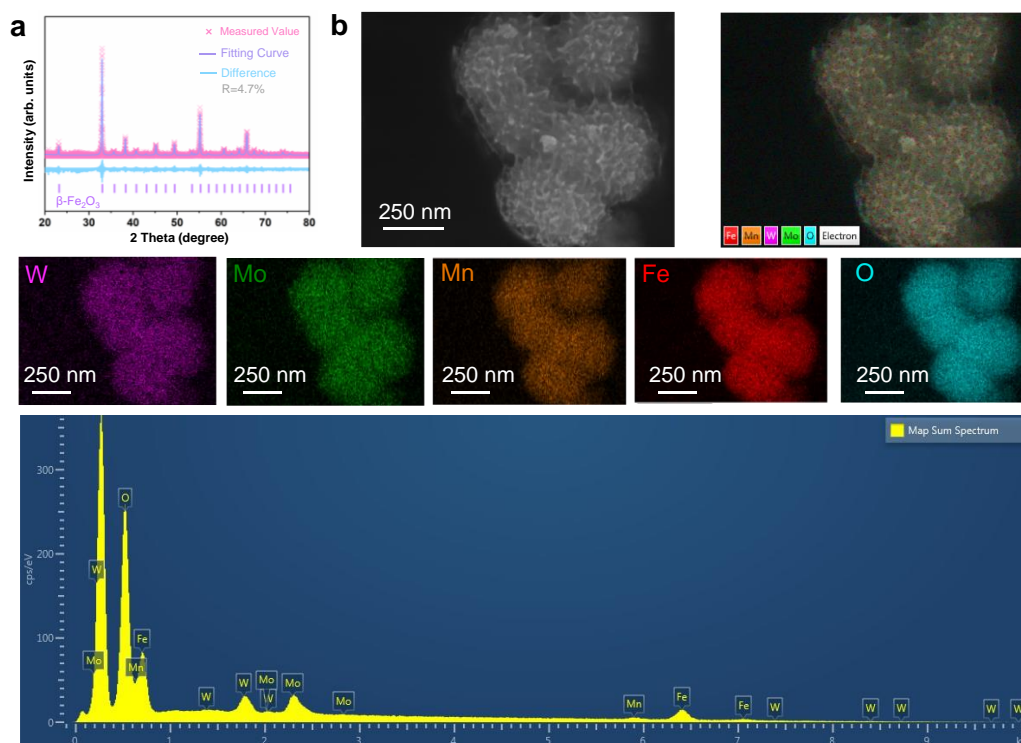 a
× Measured Value
Fitting Curve
Difference
R=4.7%
Intensity (arb. units)
β-Fe₂O₃
20 30 40 50 60 70 80
2 Theta (degree)
b
250 nm
Fe Mn W Mo O Electron
W
250 nm
Mo
250 nm
Mn
250 nm
Fe
250 nm
O
250 nm
Map Sum Spectrum
cps/eV
300
200
100
0
O
W
Fe
Mo
Mn
W
W
Mo
Mo
Mo
Mn
Fe
Fe
W
W
W
W
W
0 1 2 3 4 5 6 7 8 9